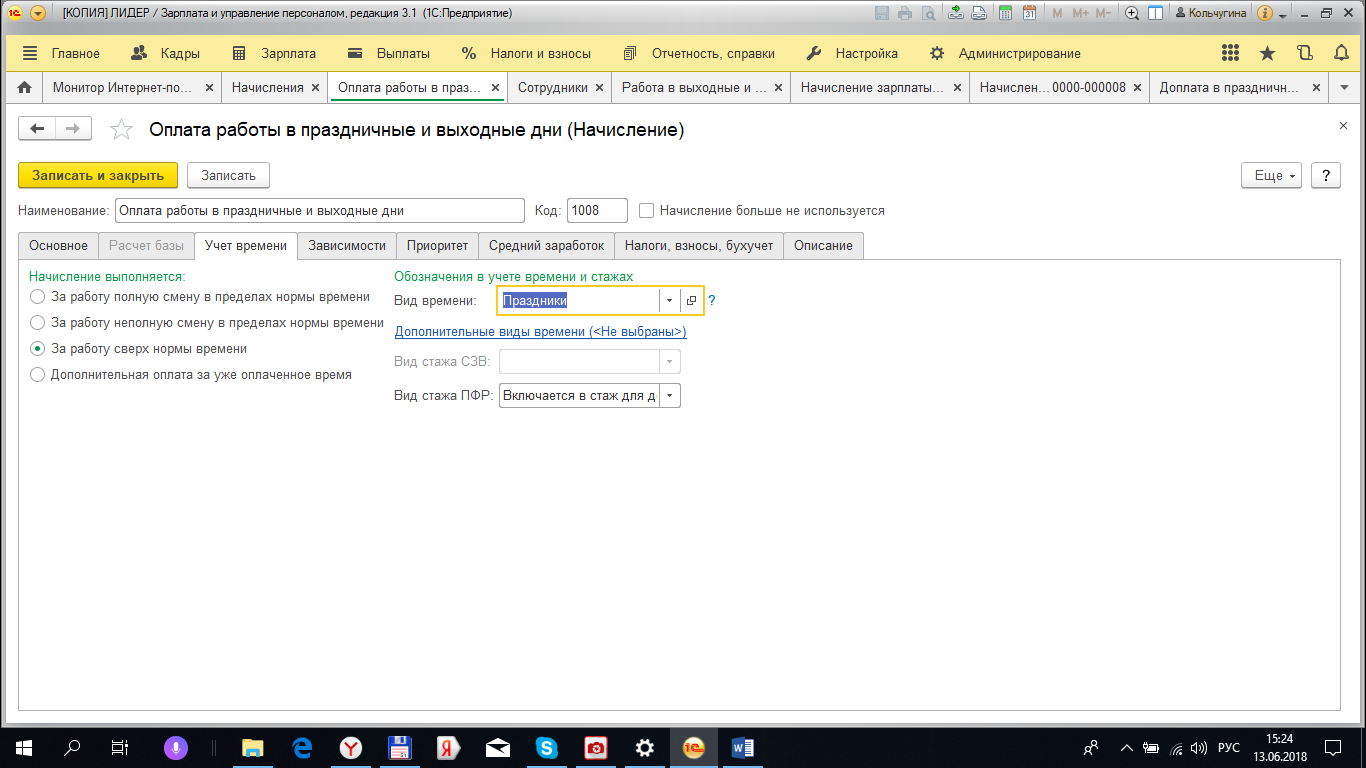 [КОПИЯ] ЛИДЕР / Зарплата и управление персоналом, редакция 3.1 (1С:Предприятие)
M M+ M- Кольчугина
Главное Кадры Зарплата Выплаты Налоги и взносы Отчетность, справки Настройка Администрирование
Монитор Интернет-по... Начисления Оплата работы в праз... Сотрудники Работа в выходные и ... Начисление зарплаты... Начислен... 0000-000008 Доплата в праздничн...
Оплата работы в праздничные и выходные дни (Начисление)
Записать и закрыть Записать Еще ?
Наименование: Оплата работы в праздничные и выходные дни Код: 1008 Начисление больше не используется
Основное Расчет базы Учет времени Зависимости Приоритет Средний заработок Налоги, взносы, бухучет Описание
Начисление выполняется: Обозначения в учете времени и стажах
За работу полную смену в пределах нормы времени Вид времени: Праздники ?
За работу неполную смену в пределах нормы времени Дополнительные виды времени (<Не выбраны>)
За работу сверх нормы времени Вид стажа СЗВ:
Дополнительная оплата за уже оплаченное время
Вид стажа ПФР: Включается в стаж для д
РУС 15:24
13.06.2018